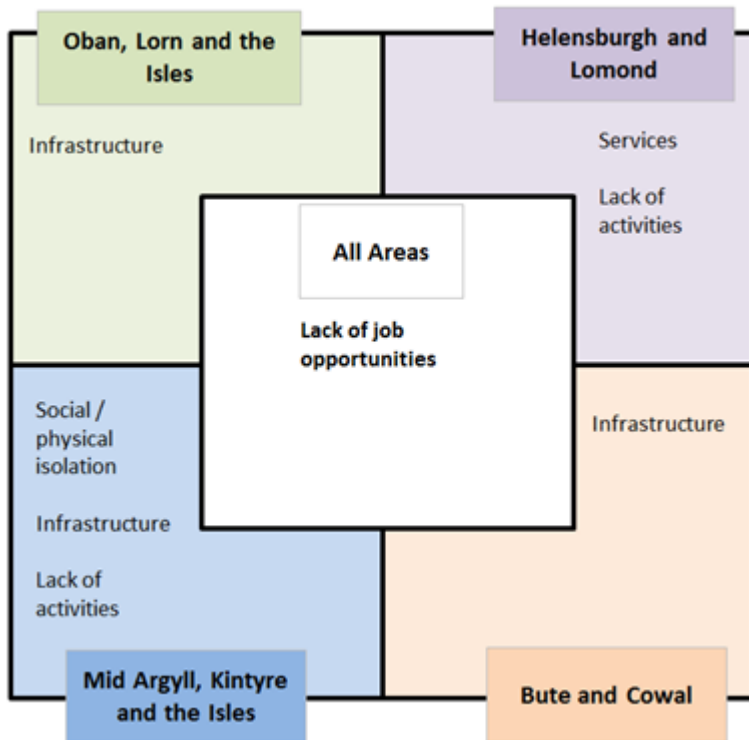 Oban, Lorn and the
Isles
Infrastructure
Helensburgh and
Lomond
Services
Lack of
activities
All Areas
Lack of job
opportunities
Social /
physical
isolation
Infrastructure
Lack of
activities
Mid Argyll, Kintyre
and the Isles
Infrastructure
Bute and Cowal